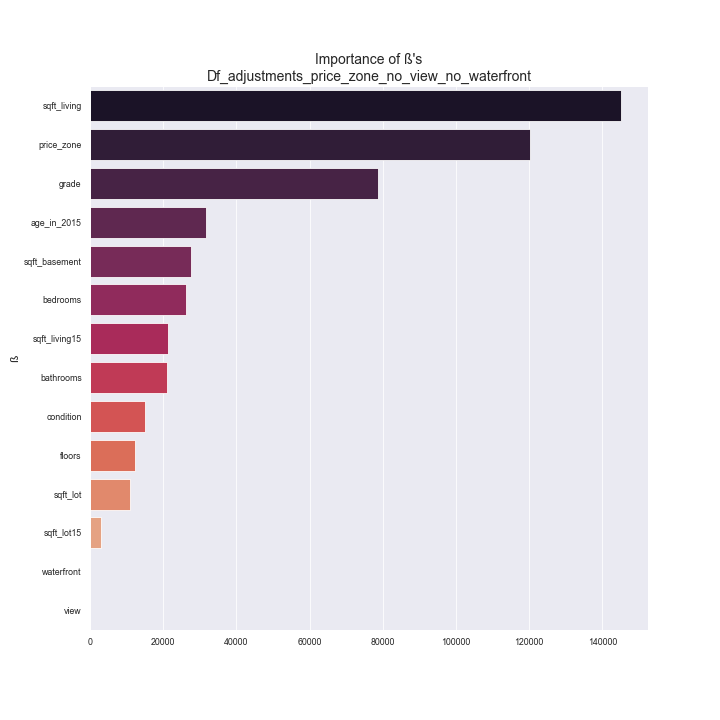 Importance of ß's
Df_adjustments_price_zone_no_view_no_waterfront
sqft_living
price_zone
grade
age_in_2015
sqft_basement
bedrooms
sqft_living15
ß
bathrooms
condition
floors
sqft_lot
sqft_lot15
waterfront
view
0 20000 40000 60000 80000 100000 120000 140000